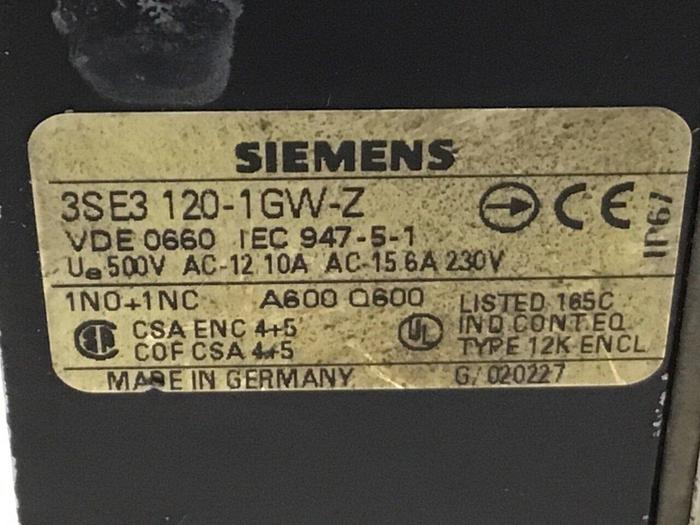 SIEMENS
3SE3 120-1GW-Z
CE
IP67
VDE 0660 IEC 947-5-1
Ue 500V AC-12 10A AC-15 6A 230V
1NO+1NC A600 Q600
LISTED 165C
CSA ENC 4+5
UL
IND CONT. EQ
COF CSA 4+5
TYPE 12K ENCL
MADE IN GERMANY
G/020227